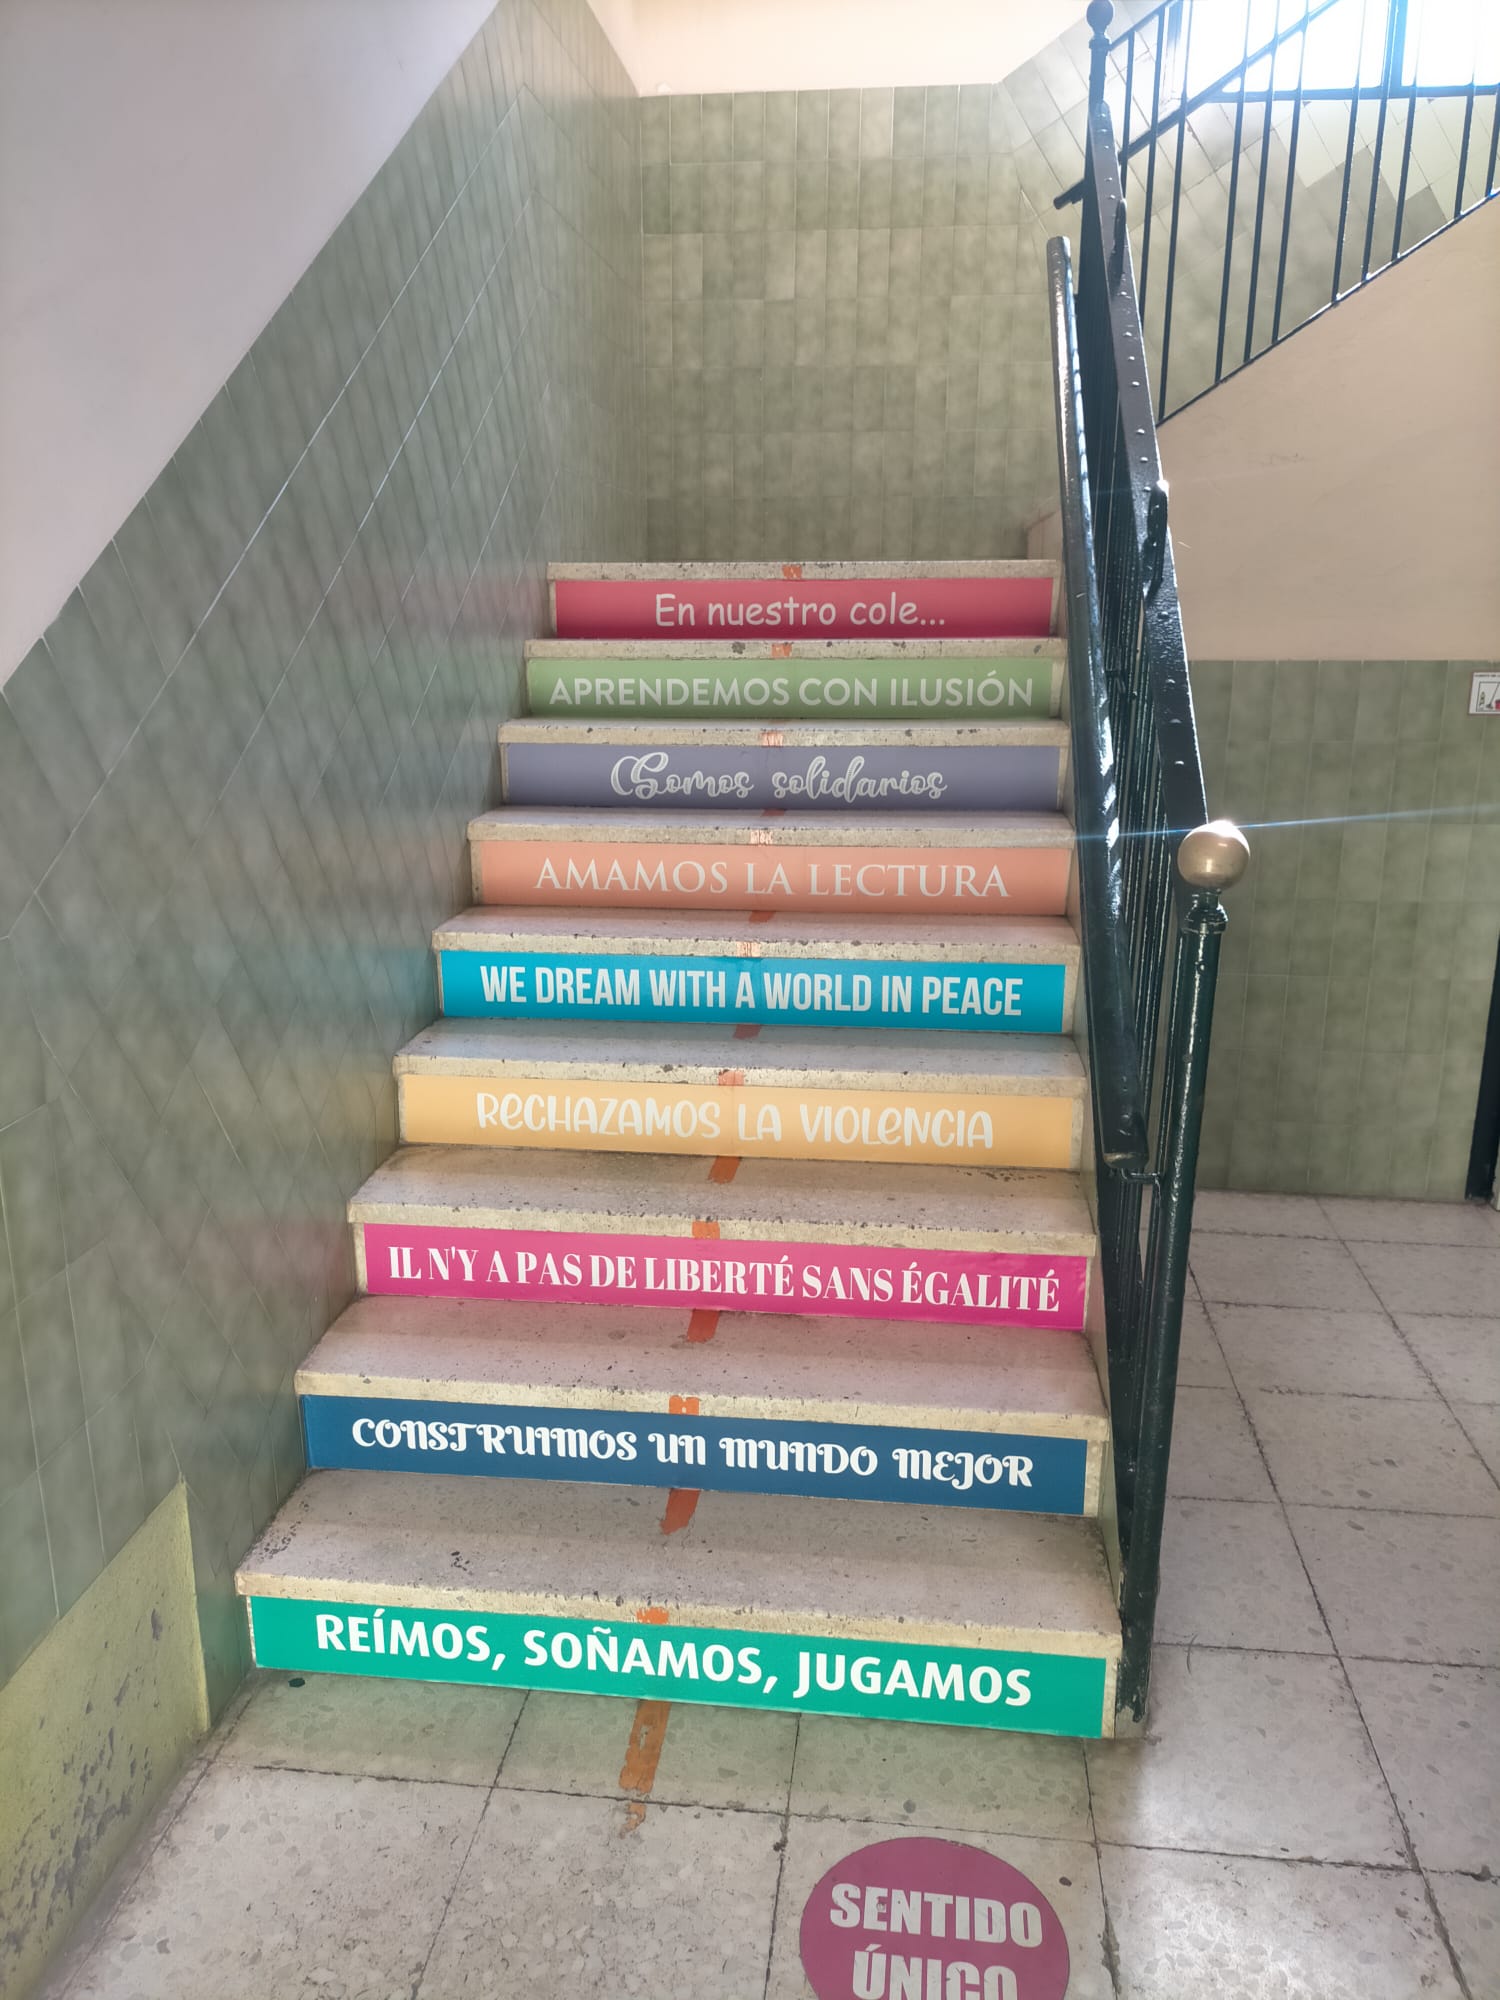 En nuestro cole...
APRENDEMOS CON ILUSIÓN
Somos solidarios
AMAMOS LA LECTURA
WE DREAM WITH A WORLD IN PEACE
RECHAZAMOS LA VIOLENCIA
IL N'Y A PAS DE LIBERTÉ SANS ÉGALITÉ
CONSTRUIMOS UN MUNDO MEJOR
REÍMOS, SOÑAMOS, JUGAMOS
SENTIDO
ÚNICO